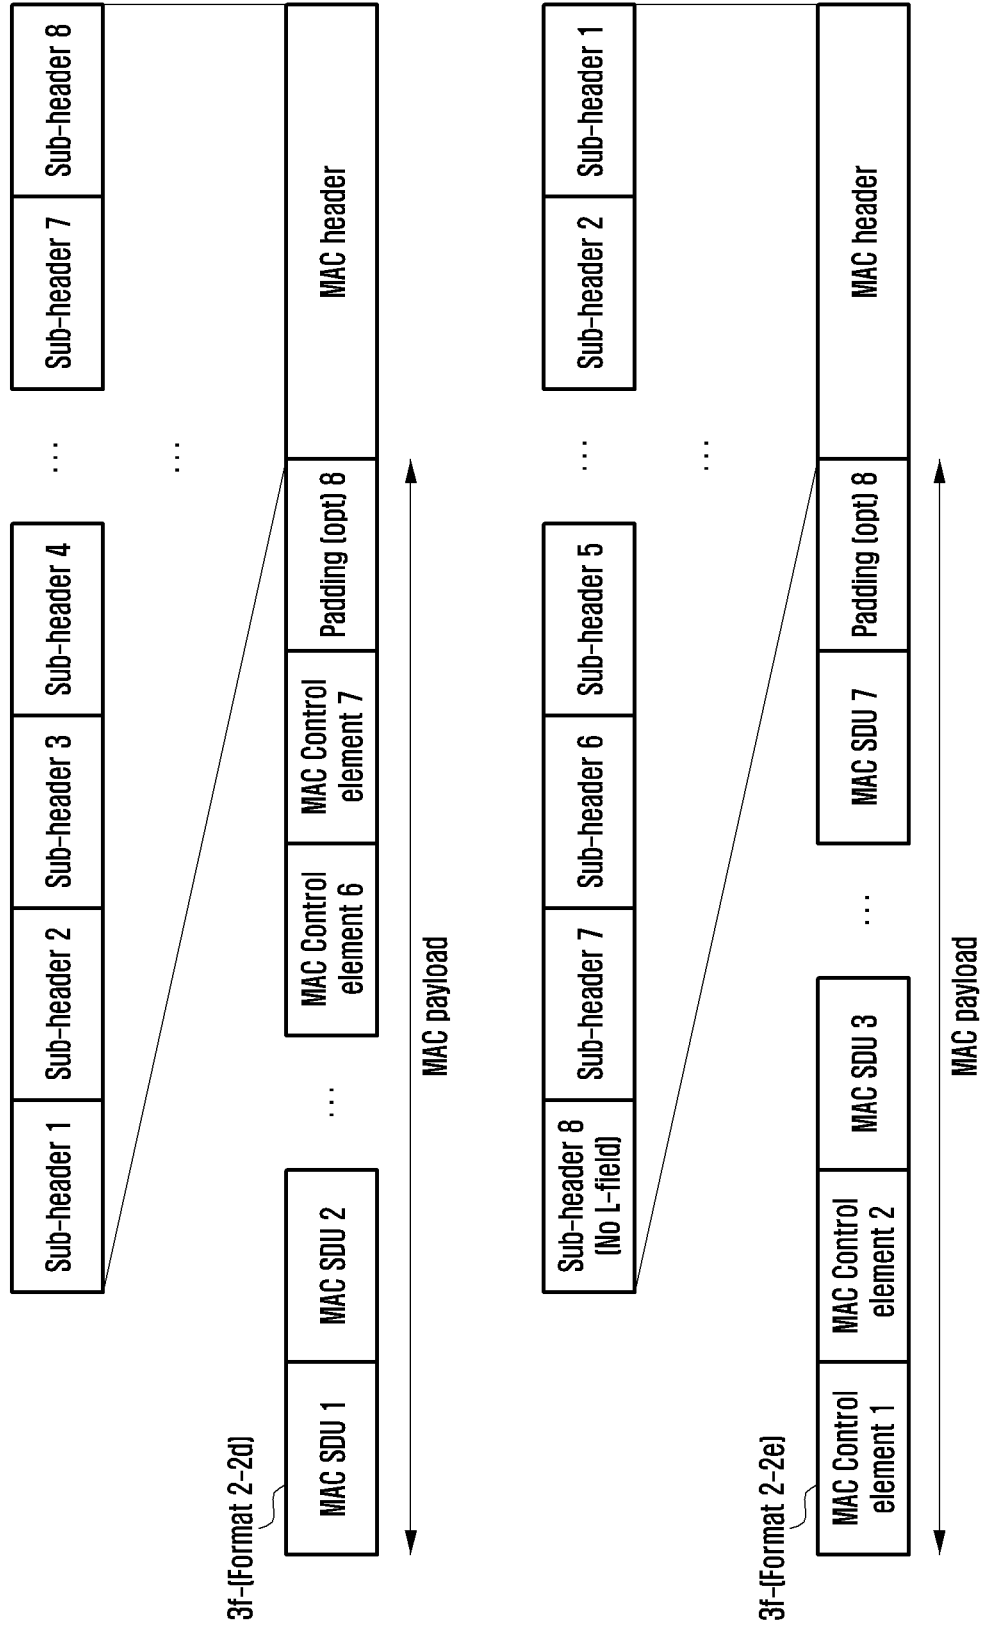 Sub-header 1
Sub-header 2
Sub-header 3
Sub-header 4
...
Sub-header 7
Sub-header 8
...
3f-(Format 2-2d)
MAC SDU 1
MAC SDU 2
...
MAC Control
element 6
MAC Control
element 7
Padding (opt) 8
MAC header
MAC payload
Sub-header 8
(No L-field)
Sub-header 7
Sub-header 6
Sub-header 5
...
Sub-header 2
Sub-header 1
...
3f-(Format 2-2e)
MAC Control
element 1
MAC Control
element 2
MAC SDU 3
...
MAC SDU 7
Padding (opt) 8
MAC header
MAC payload